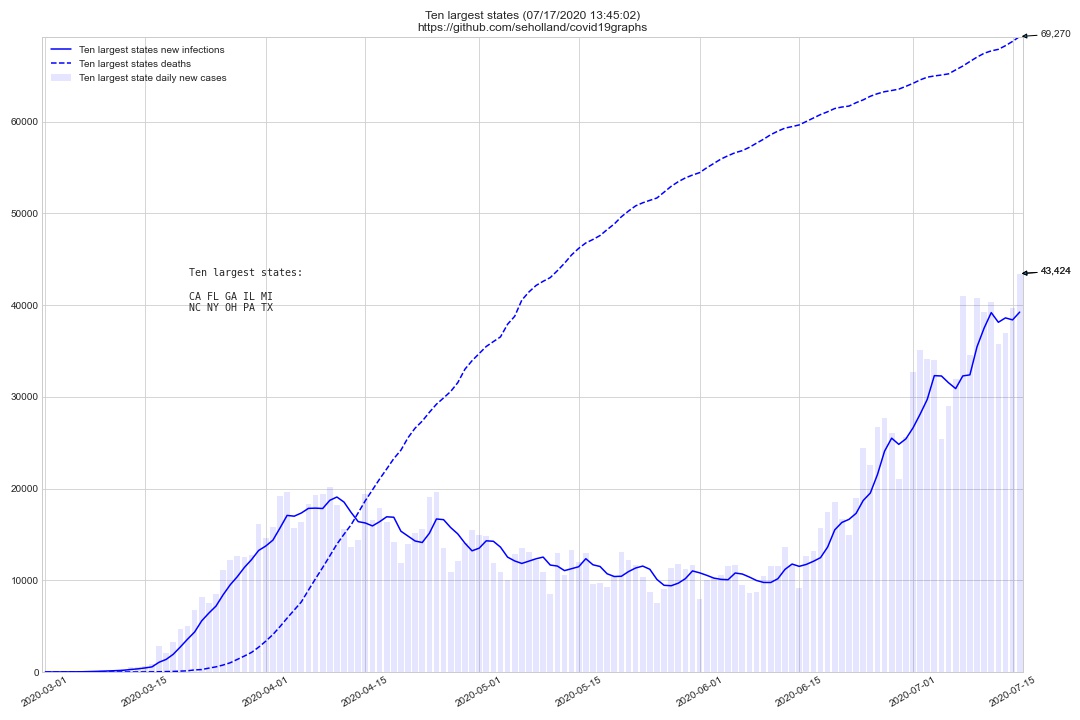 Ten largest states (07/17/2020 13:45:02)
https://github.com/seholland/covid19graphs
69,270
Ten largest states new infections
Ten largest states deaths
Ten largest state daily new cases
60000
50000
Ten largest states:
43,424
CA FL GA IL MI
NC NY OH PA TX
40000
30000
20000
10000
0
2020-03-01
2020-03-15
2020-04-01
2020-04-15
2020-05-01
2020-05-15
2020-06-01
2020-06-15
2020-07-01
2020-07-15